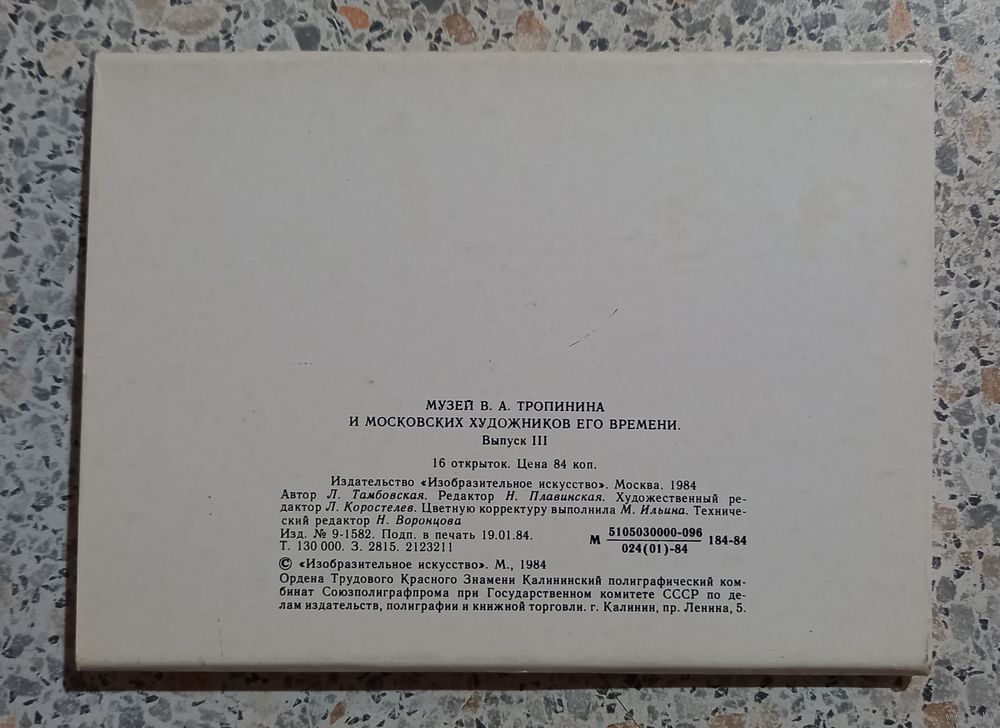 МУЗЕЙ В. А. ТРОПИНИНА
И МОСКОВСКИХ ХУДОЖНИКОВ ЕГО ВРЕМЕНИ.
Выпуск III
16 открыток. Цена 84 коп.
Издательство «Изобразительное искусство». Москва. 1984
Автор Л. Тамбовская. Редактор Н. Плавинская. Художественный ре-
дактор Л. Коростелев. Цветную корректуру выполнила М. Ильина. Техниче-
ский редактор Н. Воронцова
Изд. № 9-1582. Подп. в печать 19.01.84.
Т. 130 000. З. 2815. 2123211
М 5105030000-096 184-84
024(01)-84
© «Изобразительное искусство». М., 1984
Ордена Трудового Красного Знамени Калининский полиграфический ком-
бинат Союзполиграфпрома при Государственном комитете СССР по де-
лам издательств, полиграфии и книжной торговли. г. Калинин, пр. Ленина, 5.